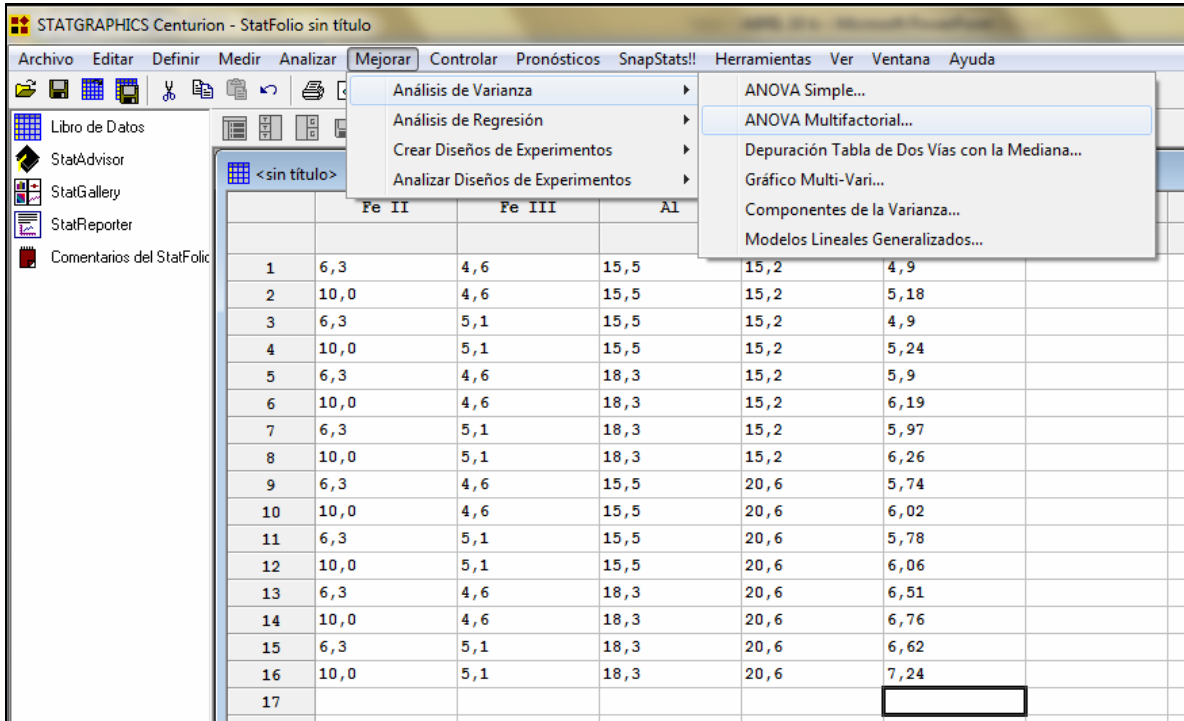 STATGRAPHICS Centurion - StatFolio sin título
Archivo Editar Definir Medir Analizar Mejorar Controlar Pronósticos SnapStats!! Herramientas Ver Ventana Ayuda
Análisis de Varianza
Análisis de Regresión
Crear Diseños de Experimentos
Analizar Diseños de Experimentos
ANOVA Simple...
ANOVA Multifactorial...
Depuración Tabla de Dos Vías con la Mediana...
Gráfico Multi-Vari...
Componentes de la Varianza...
Modelos Lineales Generalizados...
Libro de Datos
StatAdvisor
StatGallery
StatReporter
Comentarios del StatFolio
<sin título>
Fe II Fe III Al
1 6,3 4,6 15,5 15,2 4,9
2 10,0 4,6 15,5 15,2 5,18
3 6,3 5,1 15,5 15,2 4,9
4 10,0 5,1 15,5 15,2 5,24
5 6,3 4,6 18,3 15,2 5,9
6 10,0 4,6 18,3 15,2 6,19
7 6,3 5,1 18,3 15,2 5,97
8 10,0 5,1 18,3 15,2 6,26
9 6,3 4,6 15,5 20,6 5,74
10 10,0 4,6 15,5 20,6 6,02
11 6,3 5,1 15,5 20,6 5,78
12 10,0 5,1 15,5 20,6 6,06
13 6,3 4,6 18,3 20,6 6,51
14 10,0 4,6 18,3 20,6 6,76
15 6,3 5,1 18,3 20,6 6,62
16 10,0 5,1 18,3 20,6 7,24
17